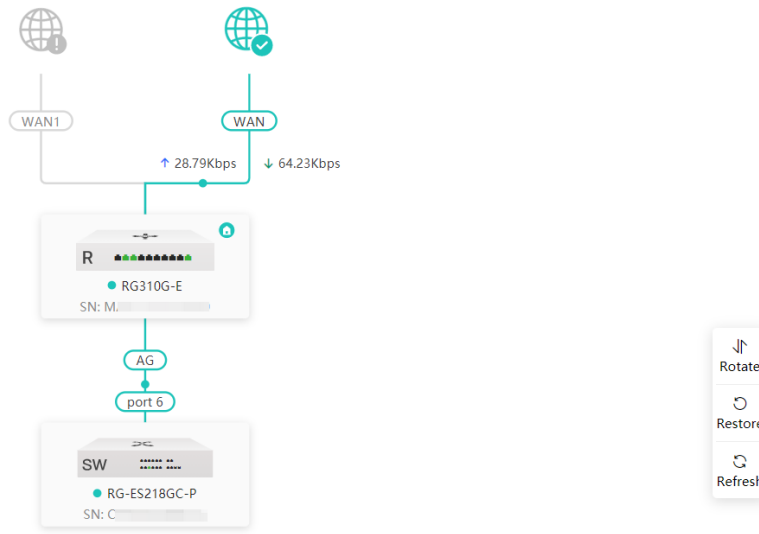 WAN1
WAN
↑ 28.79Kbps ↓ 64.23Kbps
R
RG310G-E
SN: M
AG
port 6
SW
RG-ES218GC-P
SN: C
Rotate
Restore
Refresh